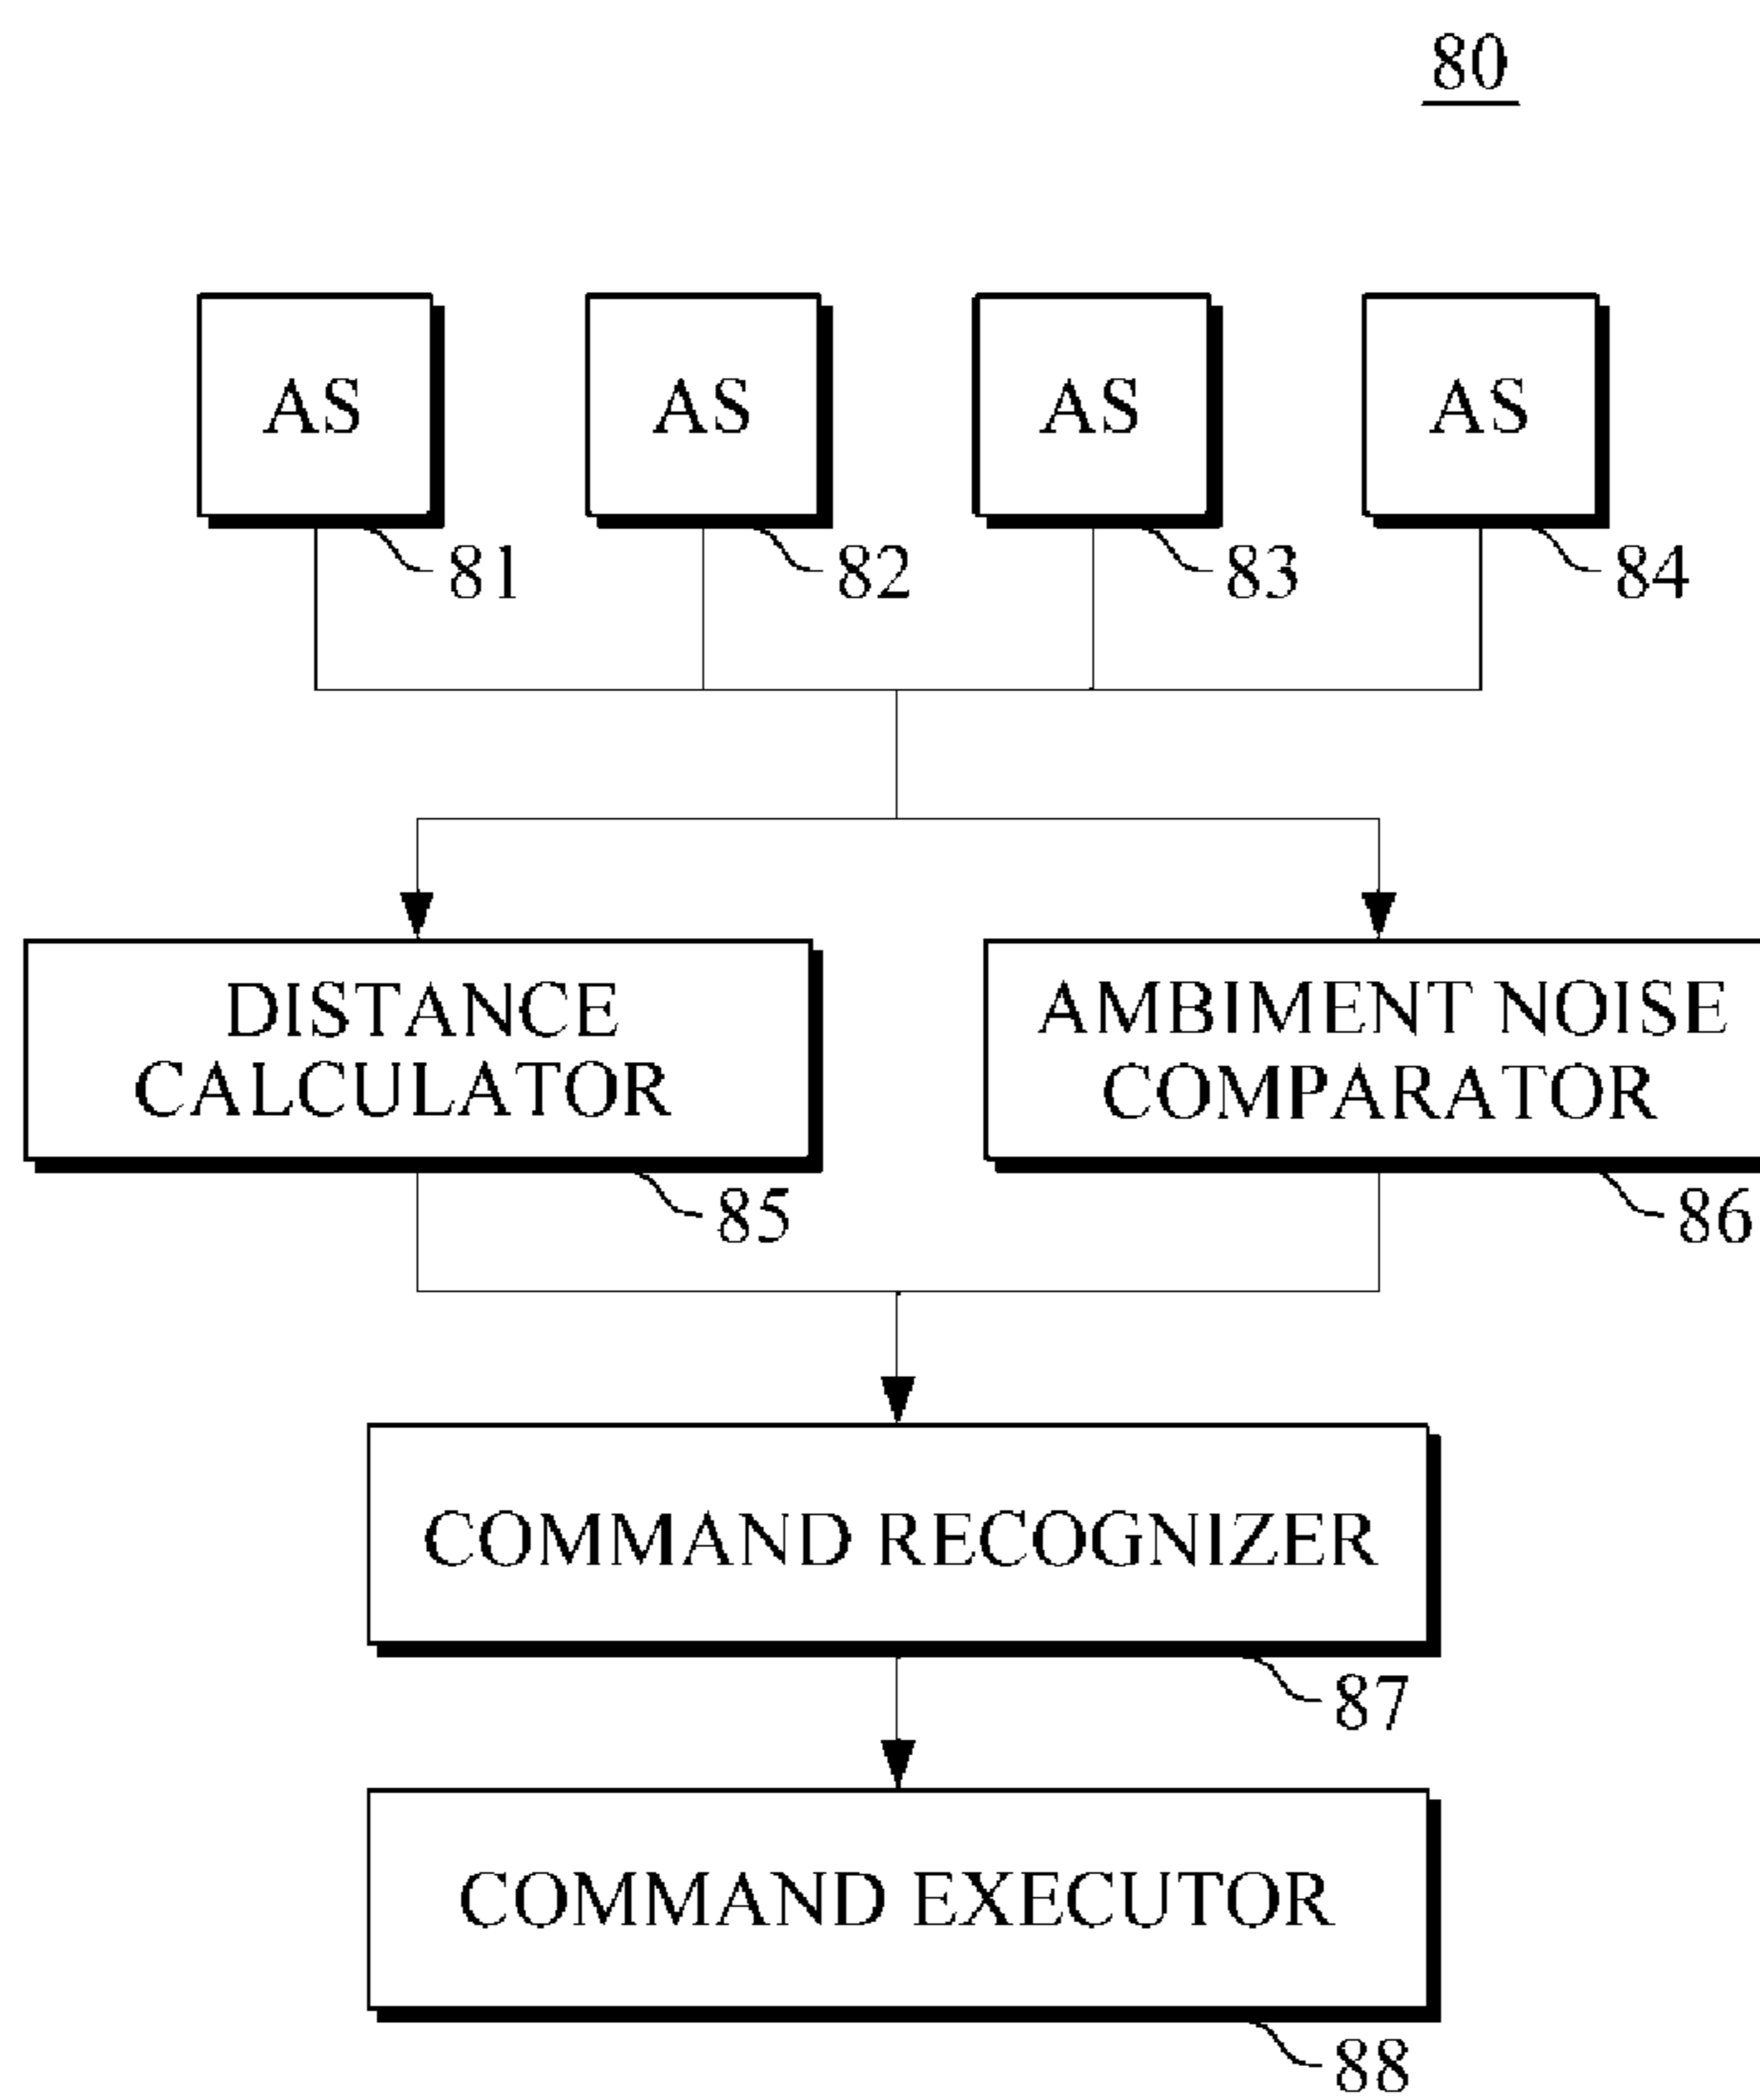 80
AS
AS
AS
AS
81
82
83
84
DISTANCE
CALCULATOR
AMBIMENT NOISE
COMPARATOR
85
86
COMMAND RECOGNIZER
87
COMMAND EXECUTOR
88